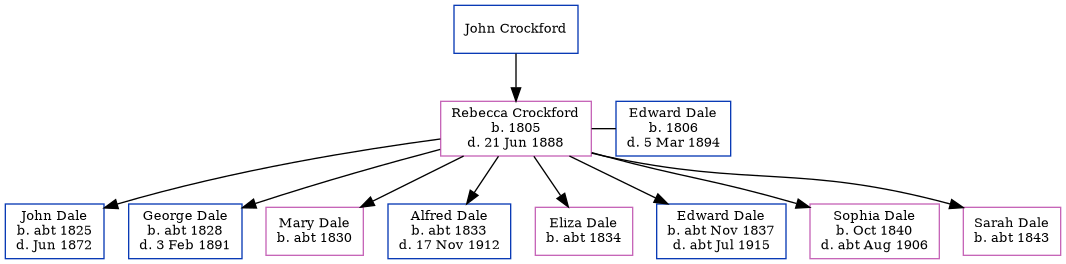 John Crockford
Rebecca Crockford
b. 1805
d. 21 Jun 1888
Edward Dale
b. 1806
d. 5 Mar 1894
John Dale
b. abt 1825
d. Jun 1872
George Dale
b. abt 1828
d. 3 Feb 1891
Mary Dale
b. abt 1830
Alfred Dale
b. abt 1833
d. 17 Nov 1912
Eliza Dale
b. abt 1834
Edward Dale
b. abt Nov 1837
d. abt Jul 1915
Sophia Dale
b. Oct 1840
d. abt Aug 1906
Sarah Dale
b. abt 1843